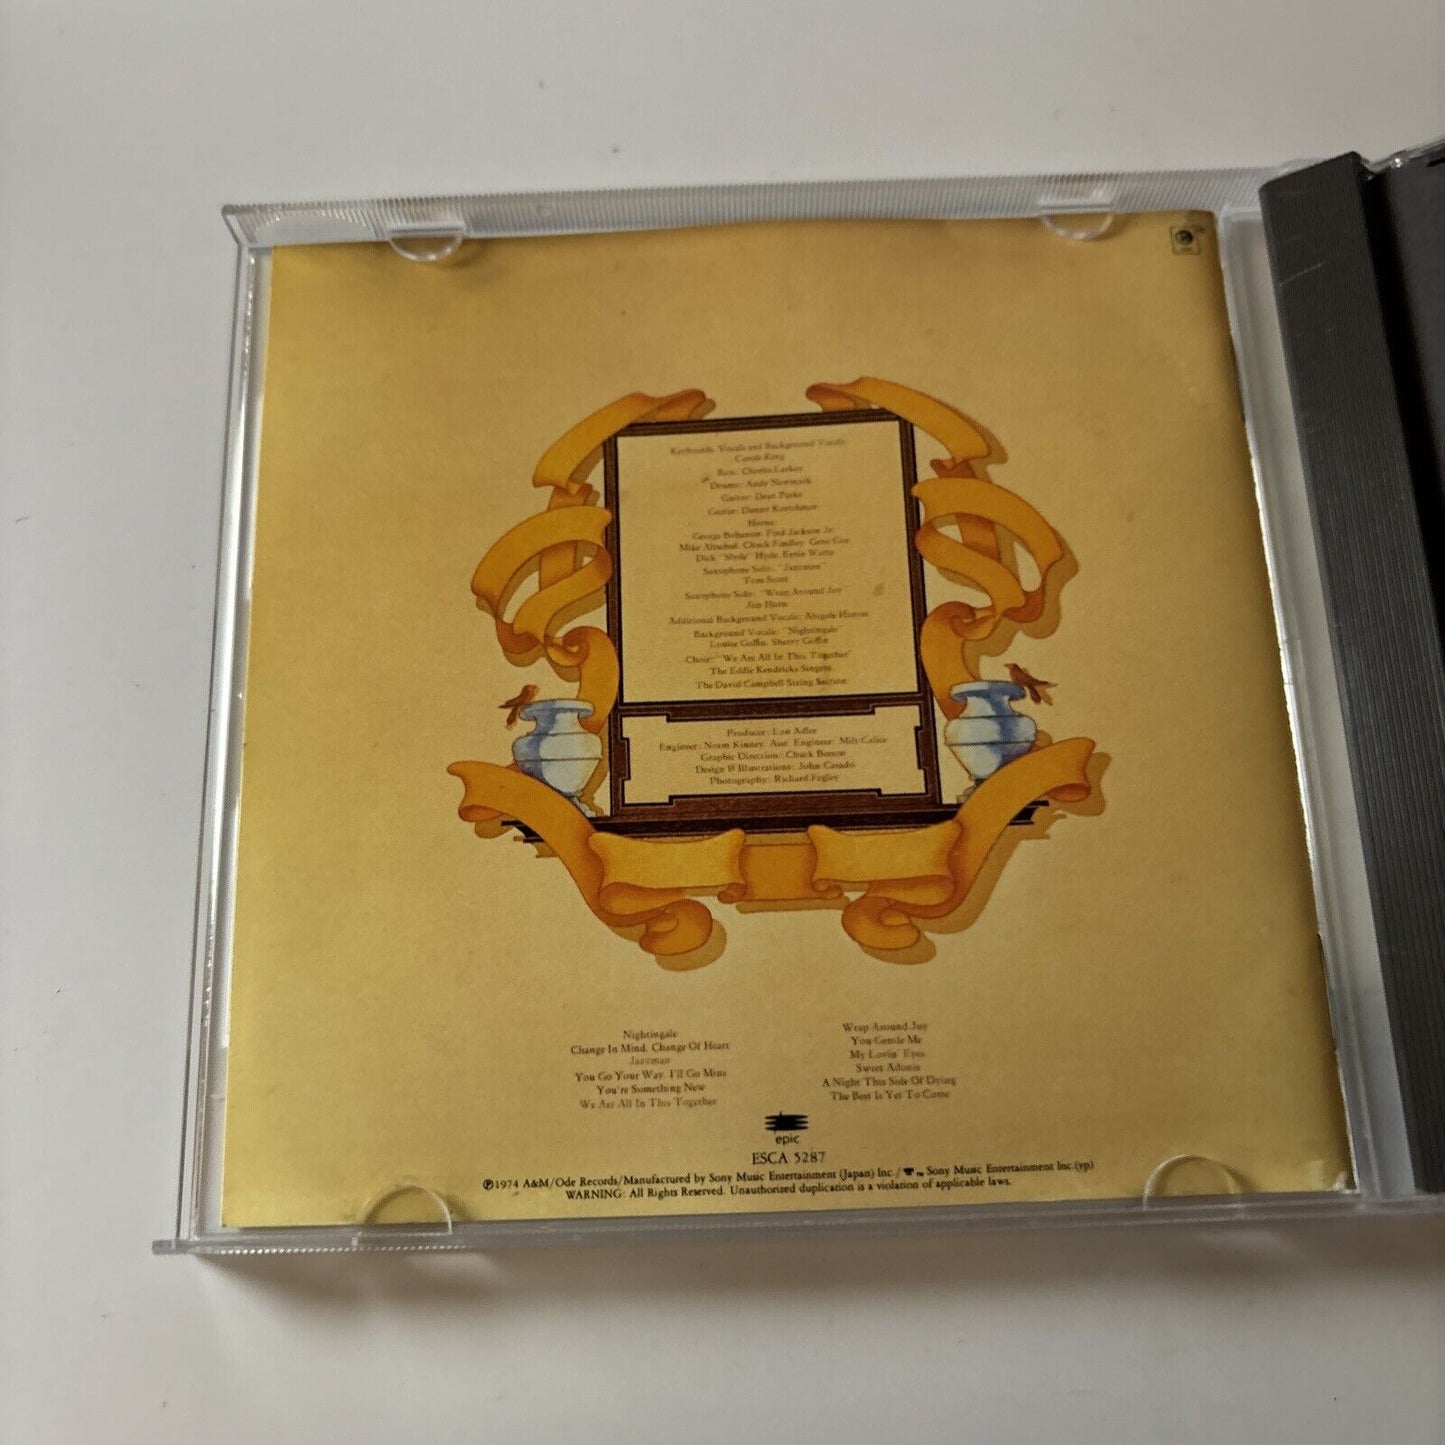 Keyboards, Vocals and Background Vocals:
Carole King
Bass: Charles Larkey
Drums: Andy Newmark
Guitar: Dean Parks
Guitar: Danny Kortchmar
Horns:
George Bohanon, Fred Jackson Jr.
Mike Altschul, Chuck Findley, Gene Goe
Dick "Slyde" Hyde, Ernie Watts
Saxophone Solo: "Jazzman"
Tom Scott
Saxophone Solo: "Wrap Around Joy"
Jim Horn
Additional Background Vocals: Abigale Haness
Background Vocals: "Nightingale"
Louise Goffin, Sherry Goffin
Choir: "We Are All In This Together"
The Eddie Kendricks Singers
The David Campbell String Section
Producer: Lou Adler
Engineer: Norm Kinney, Asst. Engineer: Milt Calice
Graphic Direction: Chuck Beeson
Design & Illustrations: John Casado
Photography: Richard Fegley
Nightingale
Change In Mind, Change Of Heart
Jazzman
You Go Your Way, I'll Go Mine
You're Something New
We Are All In This Together
Wrap Around Joy
You Gentle Me
My Lovin' Eyes
Sweet Adonis
A Night This Side Of Dying
The Best Is Yet To Come
epic
ESCA 5287
℗1974 A&M/Ode Records/Manufactured by Sony Music Entertainment (Japan) Inc./ ™ Sony Music Entertainment Inc.(yp)
WARNING: All Rights Reserved. Unauthorized duplication is a violation of applicable laws.